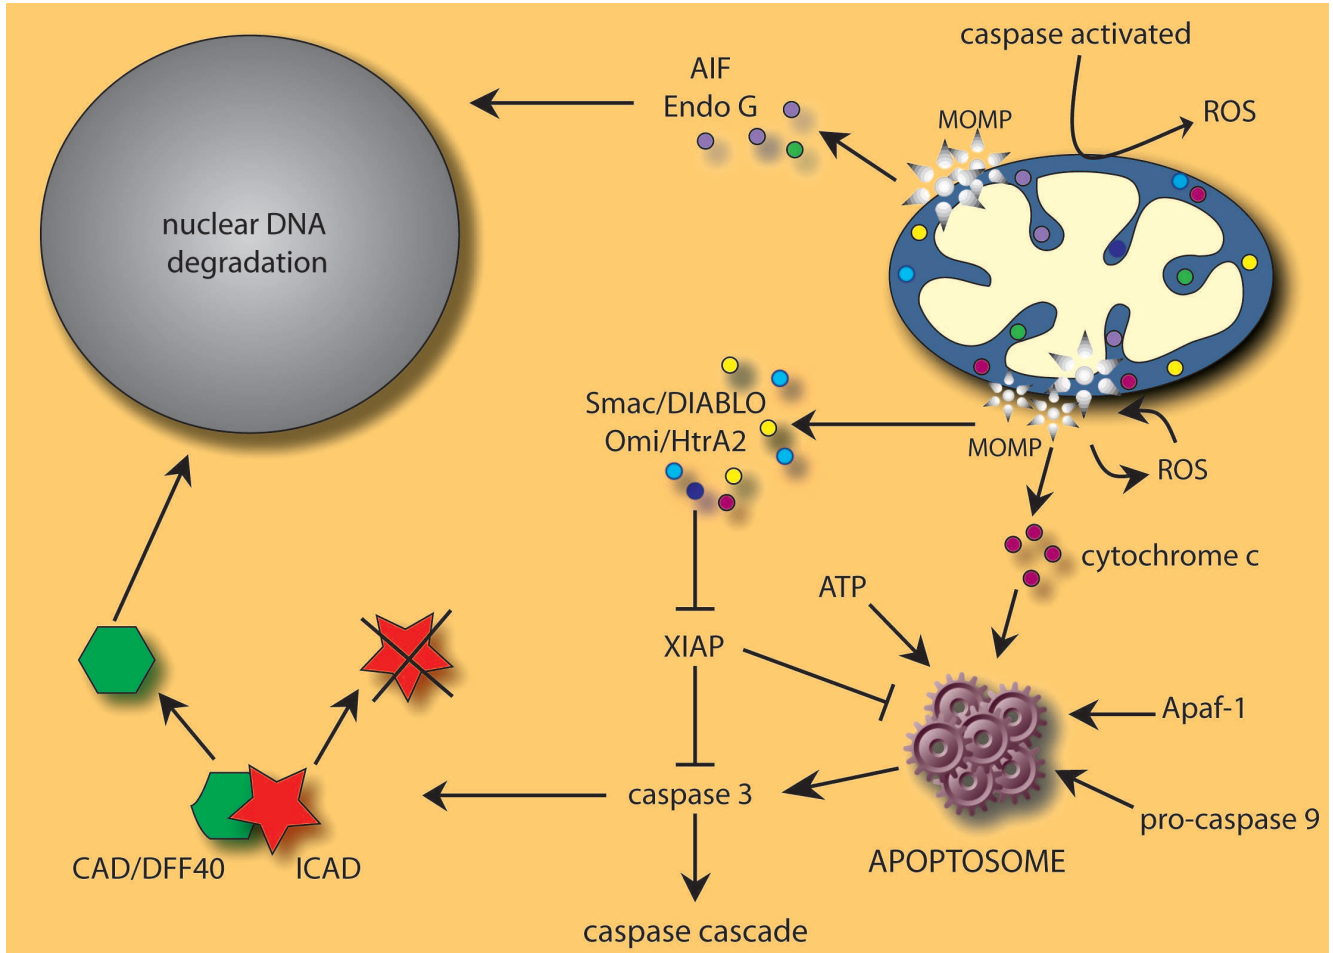 caspase activated
AIF
Endo G
MOMP
ROS
nuclear DNA
degradation
Smac/DIABLO
Omi/HtrA2
MOMP
ROS
cytochrome c
ATP
XIAP
Apaf-1
caspase 3
pro-caspase 9
CAD/DFF40
ICAD
APOPTOSOME
caspase cascade